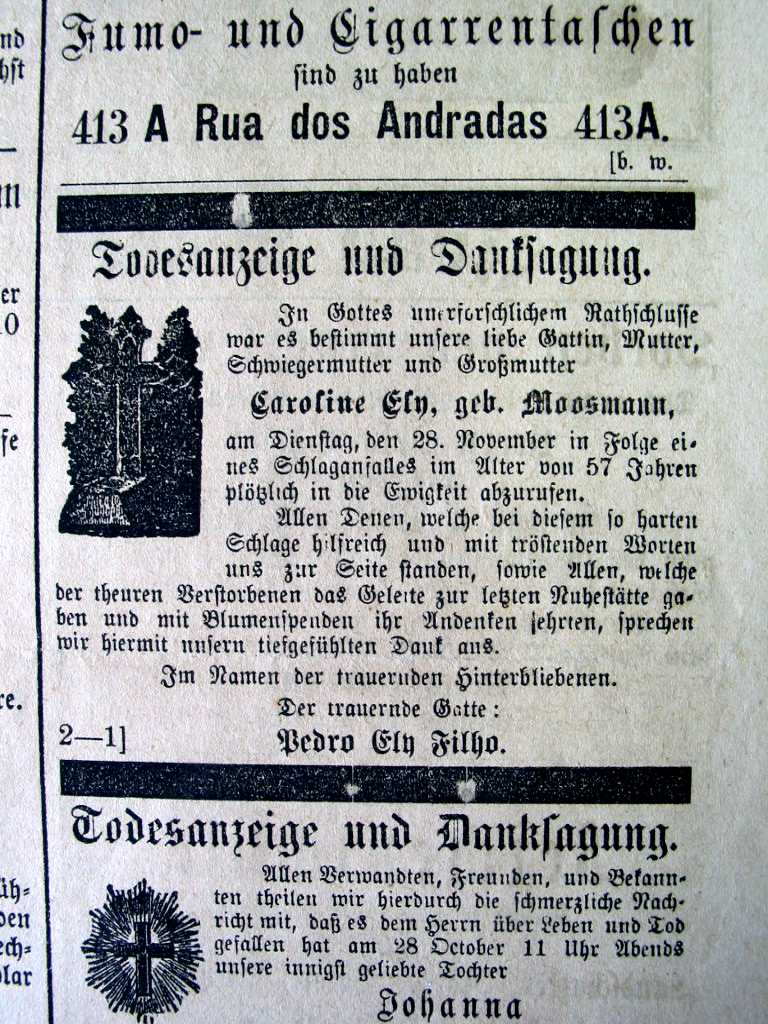 Fumo- und Cigarrentaschen
sind zu haben
413 A Rua dos Andradas 413A.
[b. w.
Todesanzeige und Danksagung.
In Gottes unerforschlichem Rathschlusse
war es bestimmt unsere liebe Gattin, Mutter,
Schwiegermutter und Großmutter
Caroline Ely, geb. Moosmann,
am Dienstag, den 28. November in Folge ei-
nes Schlaganfalles im Alter von 57 Jahren
plötzlich in die Ewigkeit abzurufen.
Allen Denen, welche bei diesem so harten
Schlage hilfreich und mit tröstenden Worten
uns zur Seite standen, sowie Allen, welche
der theuren Verstorbenen das Geleite zur letzten Ruhestätte ga-
ben und mit Blumenspenden ihr Andenken ehrten, sprechen
wir hiermit unsern tiefgefühlten Dank aus.
Im Namen der trauernden Hinterbliebenen.
Der trauernde Gatte:
2—1] Pedro Ely Filho.
Todesanzeige und Danksagung.
Allen Verwandten, Freunden, und Bekann-
ten theilen wir hierdurch die schmerzliche Nach-
richt mit, daß es dem Herrn über Leben und Tod
gefallen hat am 28 October 11 Uhr Abends
unsere innigst geliebte Tochter
Johanna